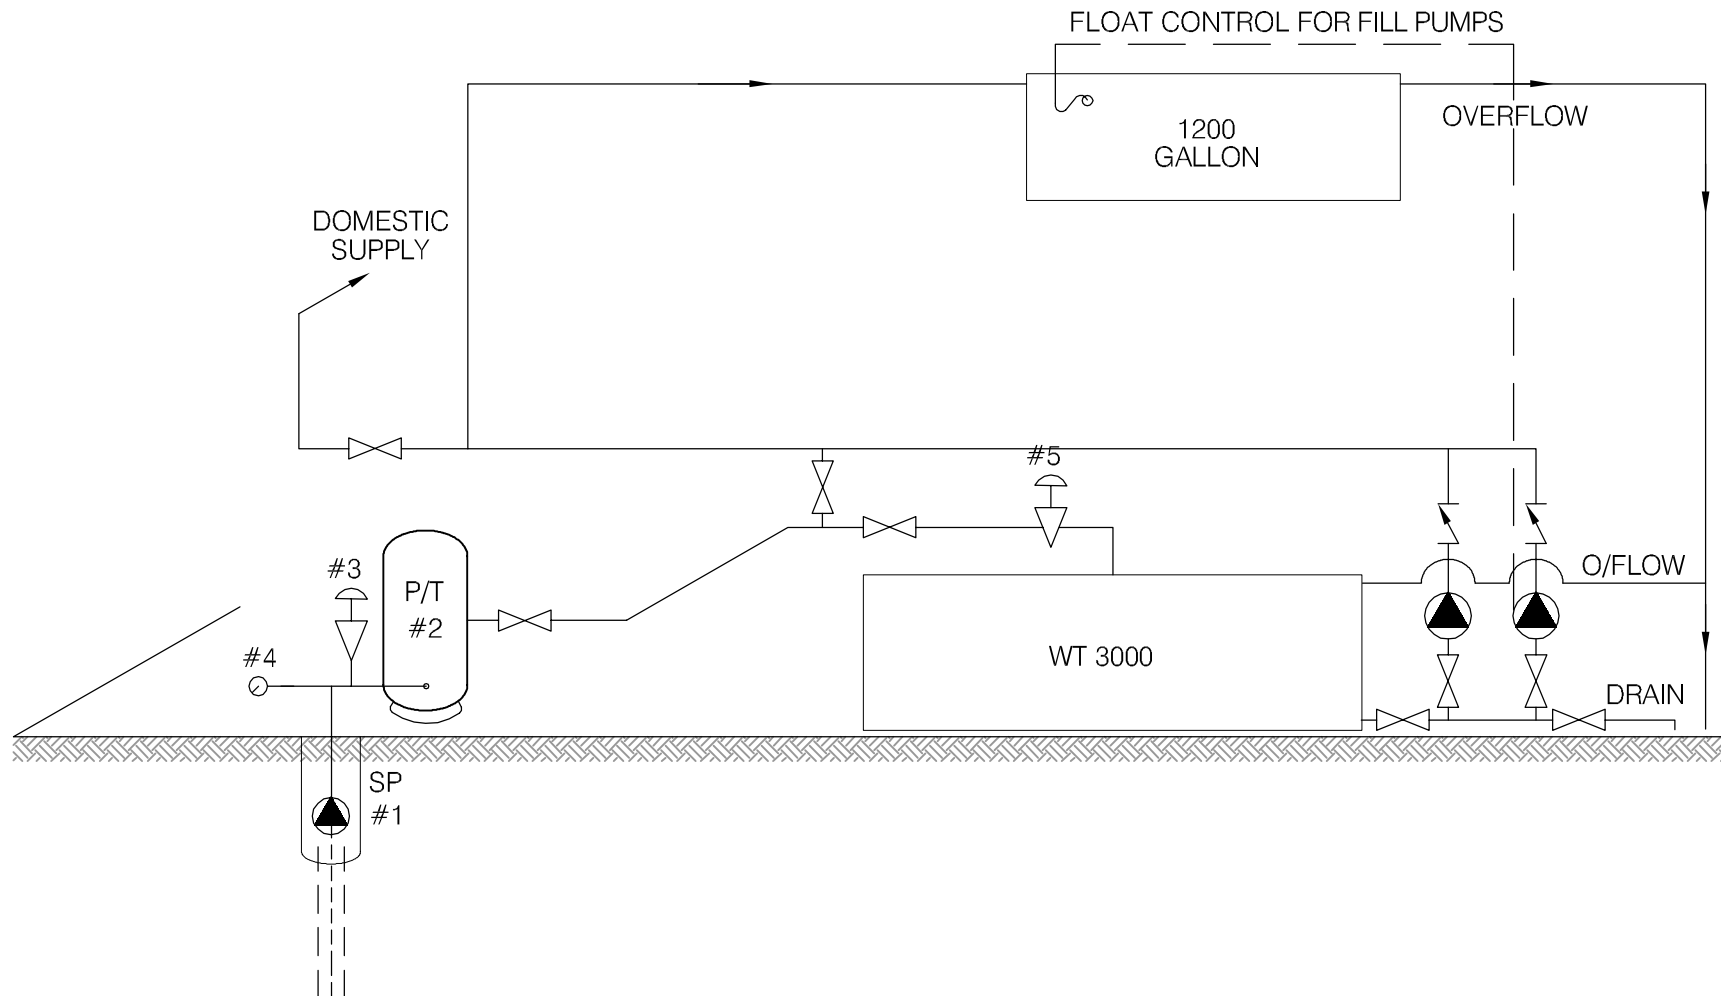 FLOAT CONTROL FOR FILL PUMPS
OVERFLOW
1200
GALLON
DOMESTIC
SUPPLY
#5
#3
P/T
#2
O/FLOW
#4
WT 3000
DRAIN
SP
#1